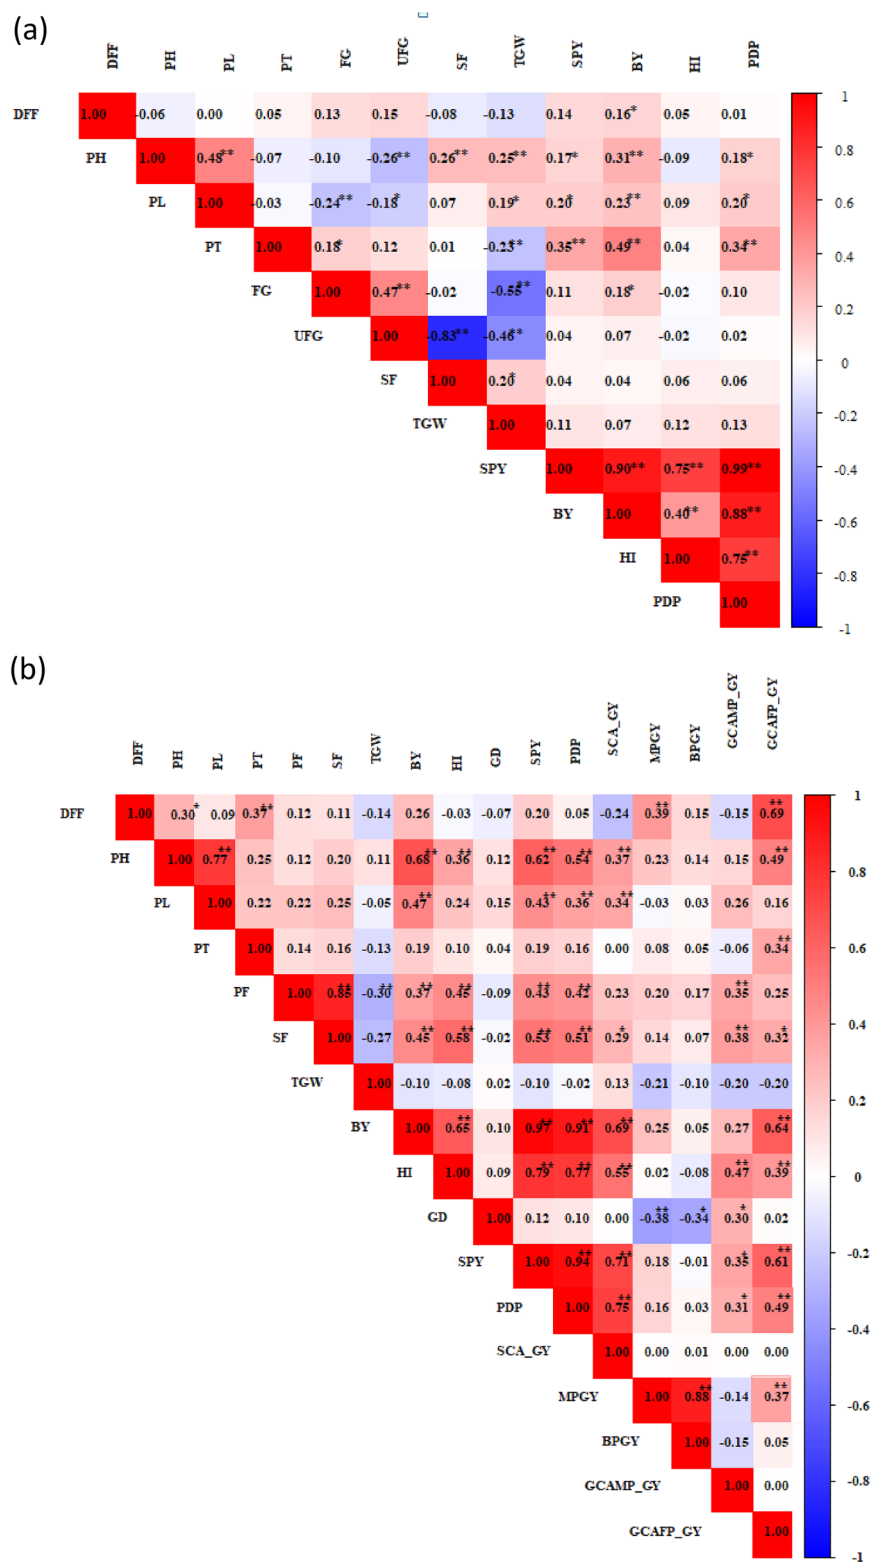 (a)
DFF PH PL PT FG UFG SF TGW SPY BY HI PDP
DFF 1.00 -0.06 0.00 0.05 0.13 0.15 -0.08 -0.13 0.14 0.16* 0.05 0.01
PH 1.00 0.48** -0.07 -0.10 -0.26** 0.26** 0.25** 0.17* 0.31** -0.09 0.18*
PL 1.00 -0.03 -0.24** -0.18* 0.07 0.19* 0.20* 0.23** 0.09 0.20*
PT 1.00 0.18* 0.12 0.01 -0.23** 0.35** 0.49** 0.04 0.34**
FG 1.00 0.47** -0.02 -0.55** 0.11 0.18* -0.02 0.10
UFG 1.00 -0.83** -0.46** 0.04 0.07 -0.02 0.02
SF 1.00 0.20* 0.04 0.04 0.06 0.06
TGW 1.00 0.11 0.07 0.12 0.13
SPY 1.00 0.90** 0.75** 0.99**
BY 1.00 0.40** 0.88**
HI 1.00 0.75**
PDP 1.00
1
0.8
0.6
0.4
0.2
0
-0.2
-0.4
-0.6
-0.8
-1
(b)
DFF PH PL PT PF SF TGW BY HI GD SPY PDP SCA_GY MPGY BPGY GCAMP_GY GCAFP_GY
DFF 1.00 0.30* 0.09 0.37** 0.12 0.11 -0.14 0.26 -0.03 -0.07 0.20 0.05 -0.24 0.39** 0.15 -0.15 0.69**
PH 1.00 0.77** 0.25 0.12 0.20 0.11 0.68** 0.36** 0.12 0.62** 0.54** 0.37** 0.23 0.14 0.15 0.49**
PL 1.00 0.22 0.22 0.25 -0.05 0.47** 0.24 0.15 0.43** 0.36** 0.34** -0.03 0.03 0.26 0.16
PT 1.00 0.14 0.16 -0.13 0.19 0.10 0.04 0.19 0.16 0.00 0.08 0.05 -0.06 0.34**
PF 1.00 0.85** -0.30** 0.37** 0.45** -0.09 0.43** 0.42** 0.23 0.20 0.17 0.35** 0.25
SF 1.00 -0.27 0.45** 0.58** -0.02 0.53** 0.51** 0.29* 0.14 0.07 0.38** 0.32*
TGW 1.00 -0.10 -0.08 0.02 -0.10 -0.02 0.13 -0.21 -0.10 -0.20 -0.20
BY 1.00 0.65** 0.10 0.97** 0.91** 0.69** 0.25 0.05 0.27 0.64**
HI 1.00 0.09 0.79** 0.77** 0.55** 0.02 -0.08 0.47** 0.39**
GD 1.00 0.12 0.10 0.00 -0.38** -0.34* 0.30* 0.02
SPY 1.00 0.94** 0.71** 0.18 -0.01 0.35* 0.61**
PDP 1.00 0.75** 0.16 0.03 0.31* 0.49**
SCA_GY 1.00 0.00 0.01 0.00 0.00
MPGY 1.00 0.88** -0.14 0.37**
BPGY 1.00 -0.15 0.05
GCAMP_GY 1.00 0.00
GCAFP_GY 1.00
1
0.8
0.6
0.4
0.2
0
-0.2
-0.4
-0.6
-0.8
-1